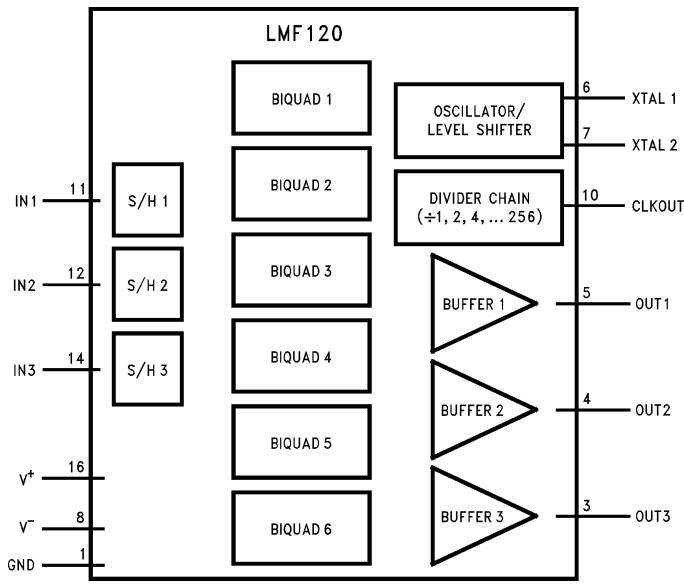 LMF120
BIQUAD 1
BIQUAD 2
BIQUAD 3
BIQUAD 4
BIQUAD 5
BIQUAD 6
OSCILLATOR/
LEVEL SHIFTER
6 XTAL 1
7 XTAL 2
DIVIDER CHAIN
(÷1, 2, 4, ... 256)
10 CLKOUT
IN1 11
S/H 1
IN2 12
S/H 2
IN3 14
S/H 3
V+ 16
V− 8
GND 1
BUFFER 1
5 OUT1
BUFFER 2
4 OUT2
BUFFER 3
3 OUT3